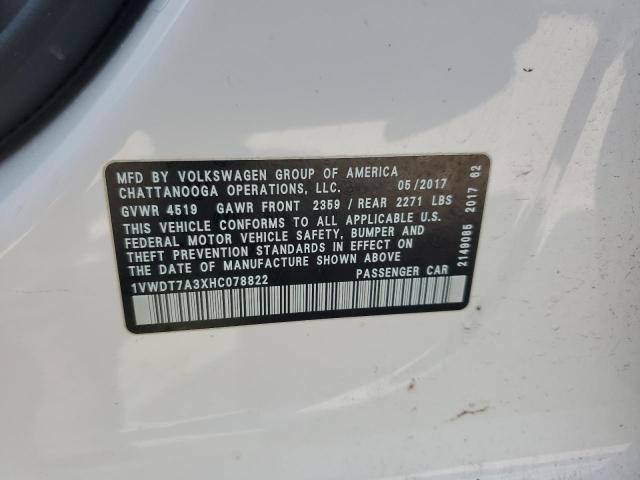 MFD BY VOLKSWAGEN GROUP OF AMERICA
CHATTANOOGA OPERATIONS, LLC. 05/2017
GVWR 4519 GAWR FRONT 2359 / REAR 2271 LBS
THIS VEHICLE CONFORMS TO ALL APPLICABLE U.S.
FEDERAL MOTOR VEHICLE SAFETY, BUMPER AND
THEFT PREVENTION STANDARDS IN EFFECT ON
THE DATE OF MANUFACTURE SHOWN ABOVE
1VWDT7A3XHC078822 PASSENGER CAR
2149085 2017 62